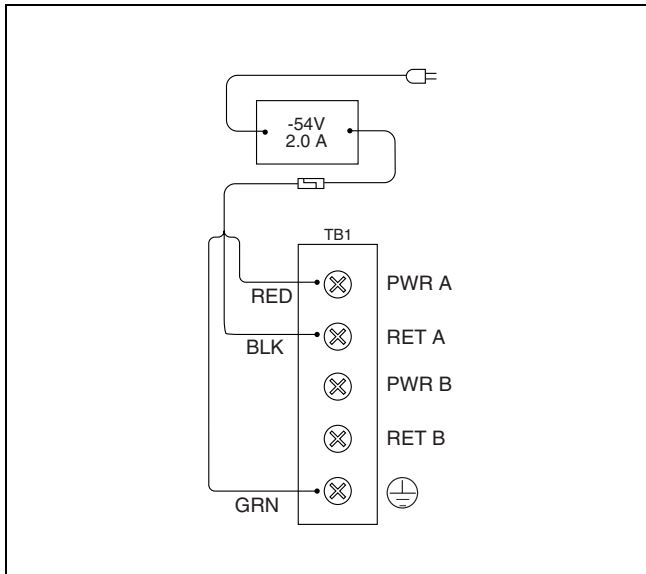 -54V
2.0 A
TB1
RED
PWR A
BLK
RET A
PWR B
RET B
GRN